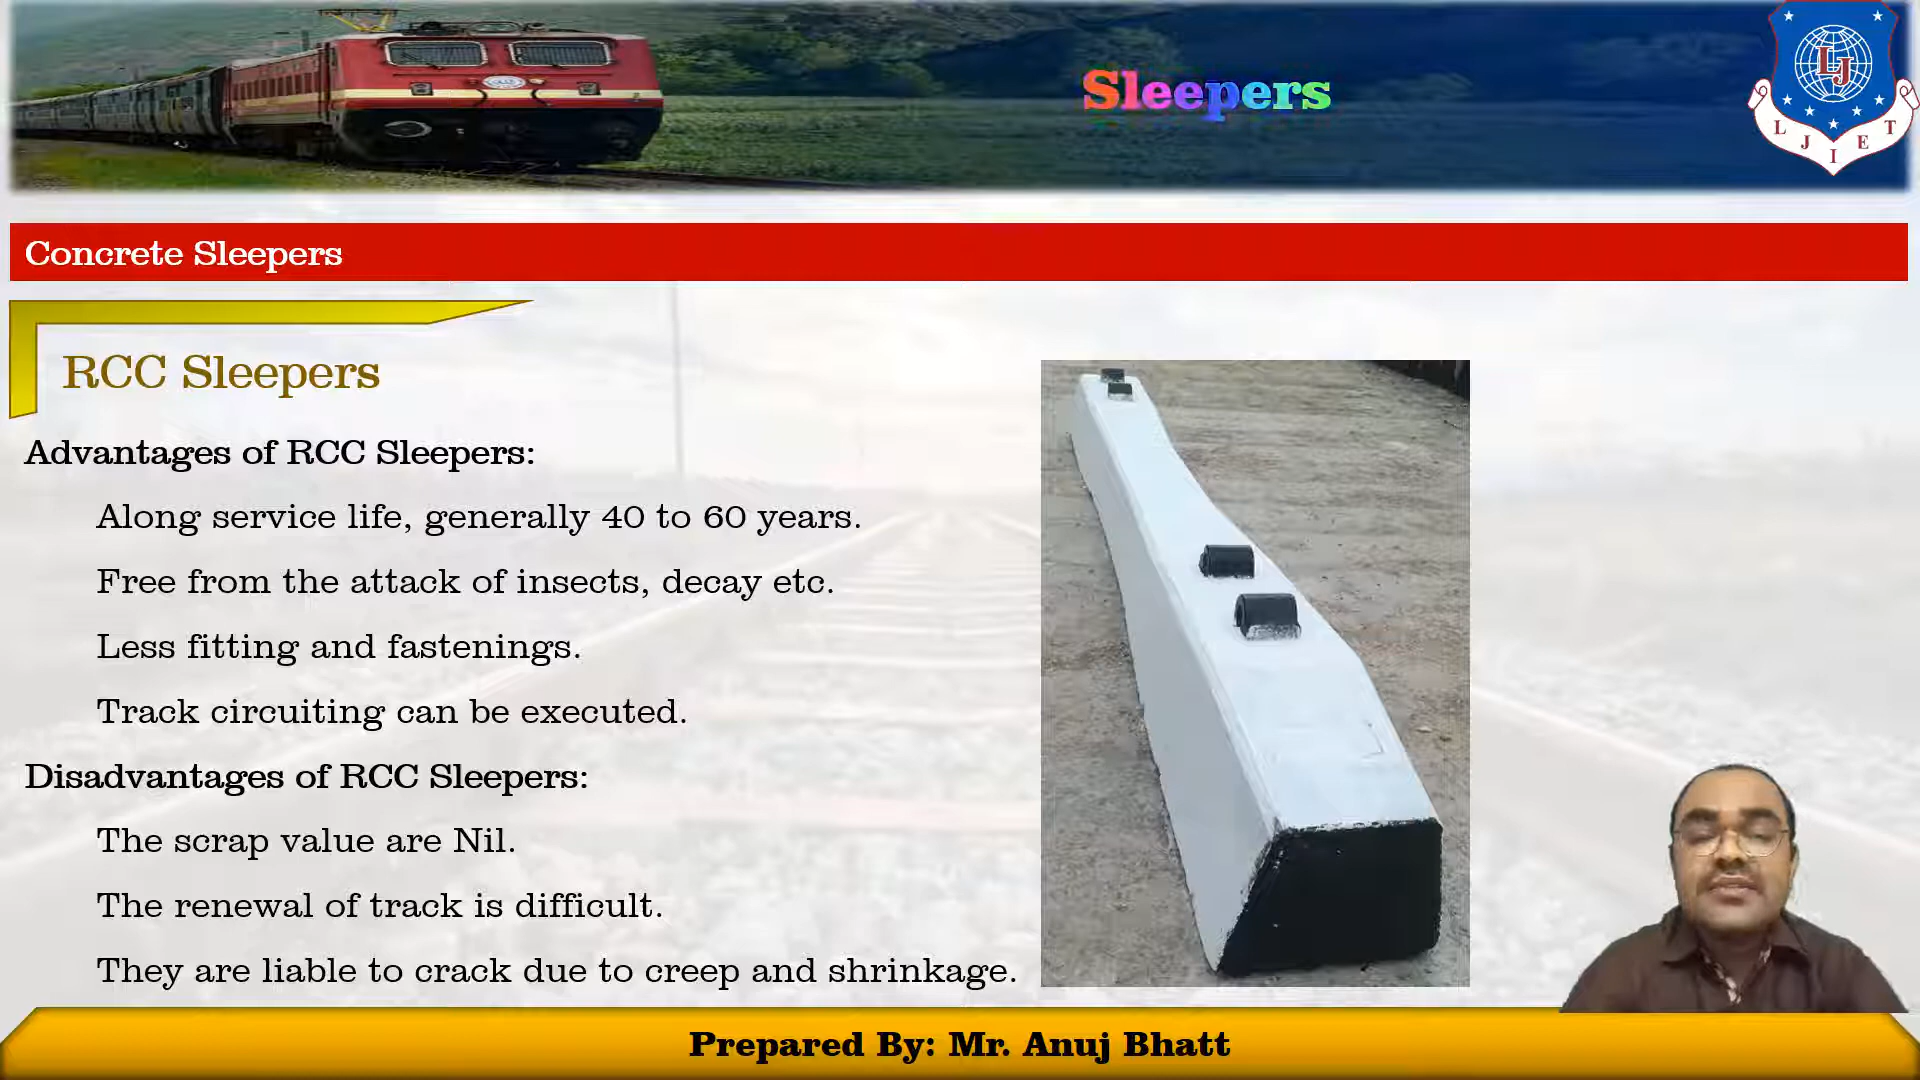 Sleepers
L J I E T
LJ
Concrete Sleepers
RCC Sleepers
Advantages of RCC Sleepers:
Along service life, generally 40 to 60 years.
Free from the attack of insects, decay etc.
Less fitting and fastenings.
Track circuiting can be executed.
Disadvantages of RCC Sleepers:
The scrap value are Nil.
The renewal of track is difficult.
They are liable to crack due to creep and shrinkage.
Prepared By: Mr. Anuj Bhatt